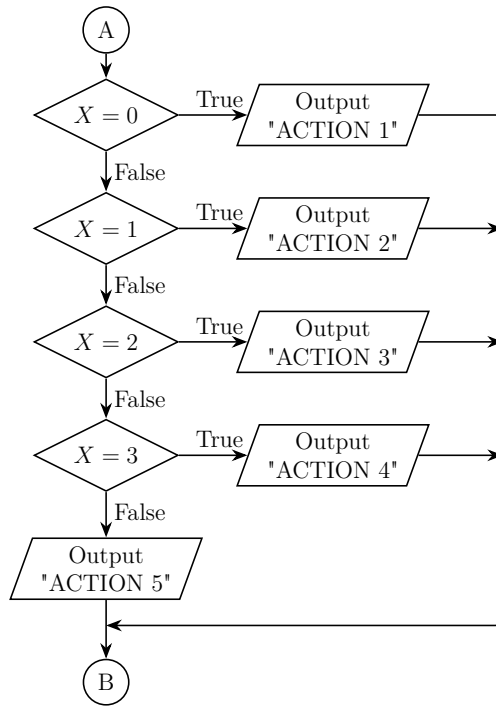 A
X = 0
True
Output
"ACTION 1"
False
X = 1
True
Output
"ACTION 2"
False
X = 2
True
Output
"ACTION 3"
False
X = 3
True
Output
"ACTION 4"
False
Output
"ACTION 5"
B